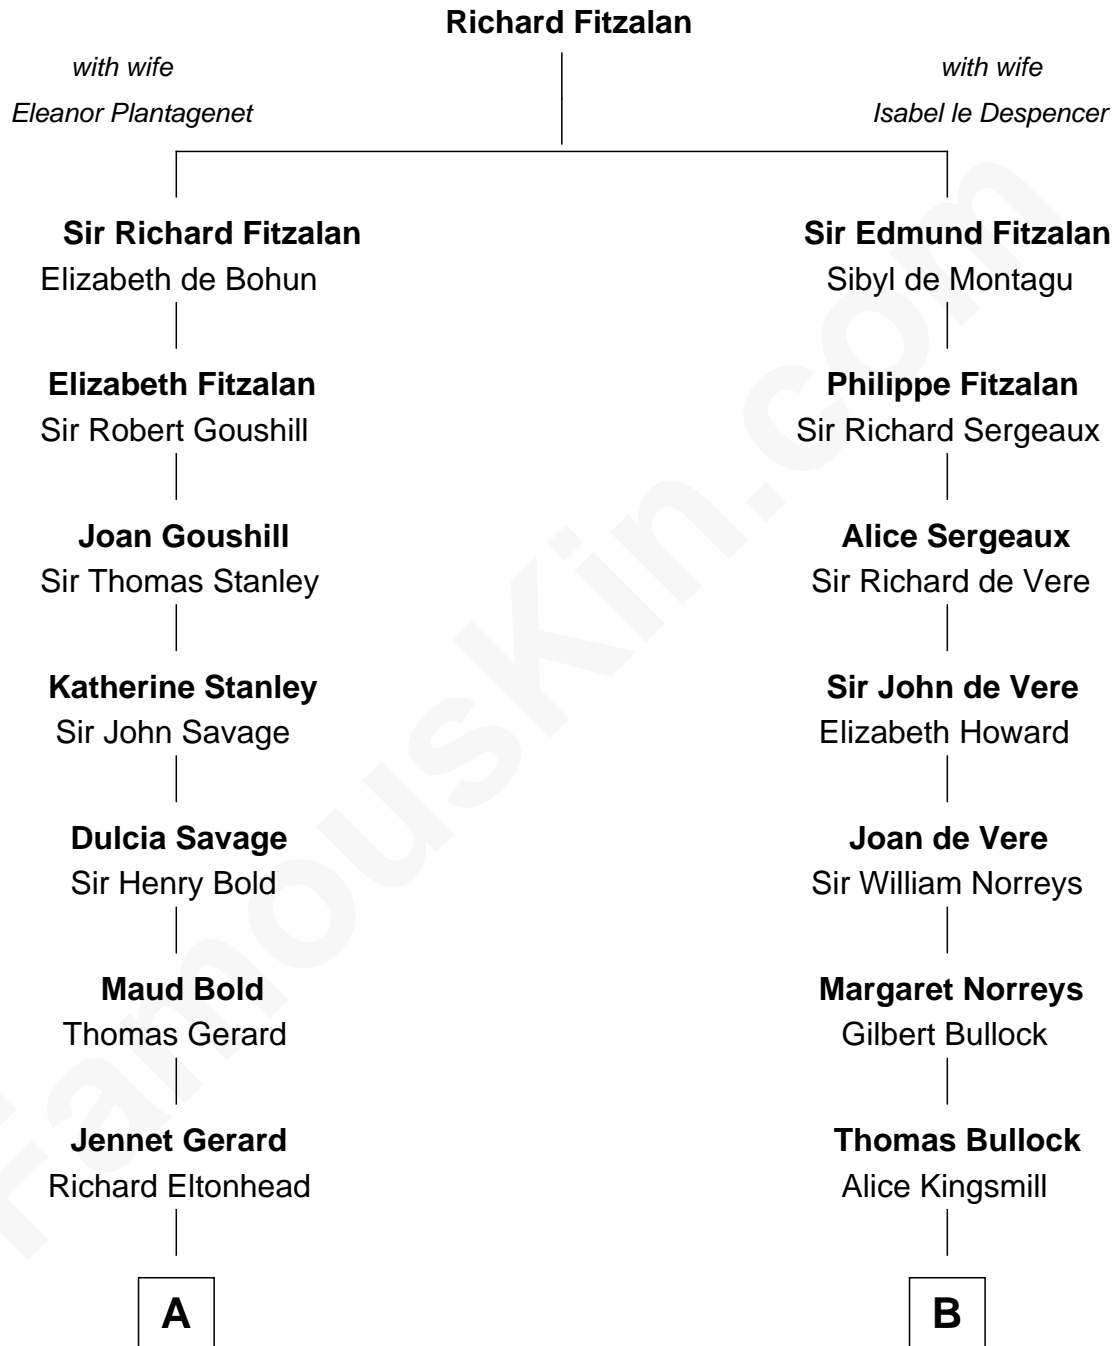 Richard Fitzalan
with wife
Eleanor Plantagenet
with wife
Isabel le Despencer
Sir Richard Fitzalan
Elizabeth de Bohun
Sir Edmund Fitzalan
Sibyl de Montagu
Elizabeth Fitzalan
Sir Robert Goushill
Philippe Fitzalan
Sir Richard Sergeaux
Joan Goushill
Sir Thomas Stanley
Alice Sergeaux
Sir Richard de Vere
Katherine Stanley
Sir John Savage
Sir John de Vere
Elizabeth Howard
Dulcia Savage
Sir Henry Bold
Joan de Vere
Sir William Norreys
Maud Bold
Thomas Gerard
Margaret Norreys
Gilbert Bullock
Jennet Gerard
Richard Eltonhead
Thomas Bullock
Alice Kingsmill
A
B
FamousKin.com